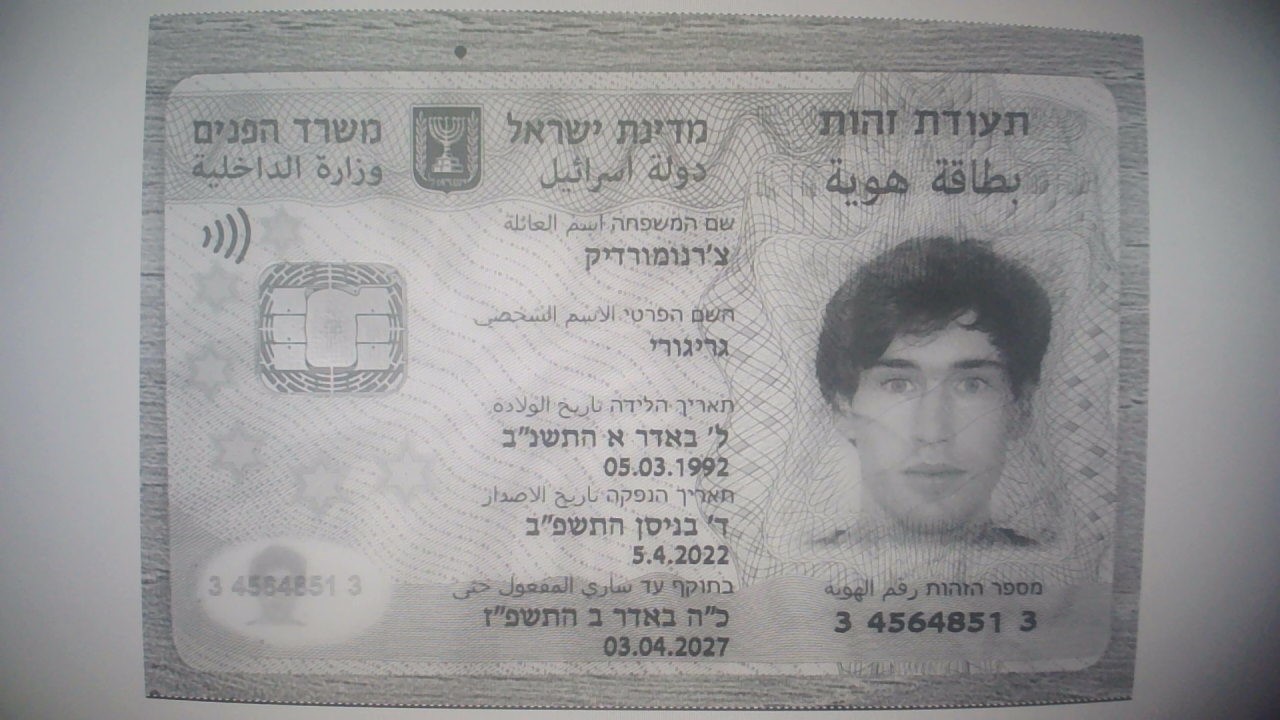 תעודת זהות
بطاقة هوية
מדינת ישראל
دولة اسرائيل
משרד הפנים
وزارة الداخلية
שם המשפחה اسم العائلة
צ'רנומורדיק
השם הפרטי الاسم الشخصي
גריגורי
תאריך הלידה تاريخ الولادة
ל' באדר א התשנ"ב
05.03.1992
תאריך הנפקה تاريخ الاصدار
ד' בניסן התשפ"ב
5.4.2022
בתוקף עד ساري المفعول حتى
כ"ה באדר ב התשפ"ז
03.04.2027
מספר הזהות رقم الهوية
3 4564851 3
3 4564851 3